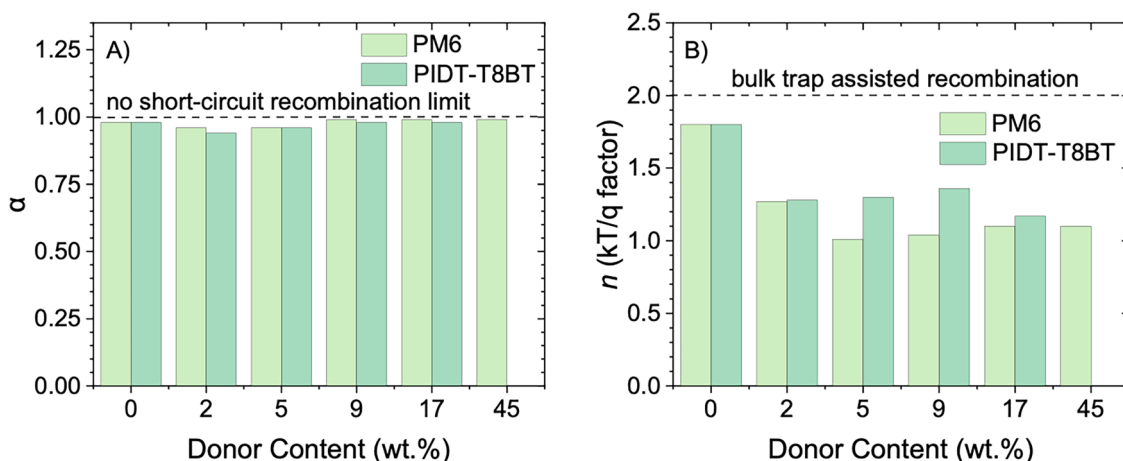 A)
PM6
PIDT-T8BT
no short-circuit recombination limit
1.25
1.00
0.75
0.50
0.25
0.00
α
0 2 5 9 17 45
Donor Content (wt.%)
B)
bulk trap assisted recombination
PM6
PIDT-T8BT
2.5
2.0
1.5
1.0
0.5
0.0
n (kT/q factor)
0 2 5 9 17 45
Donor Content (wt.%)